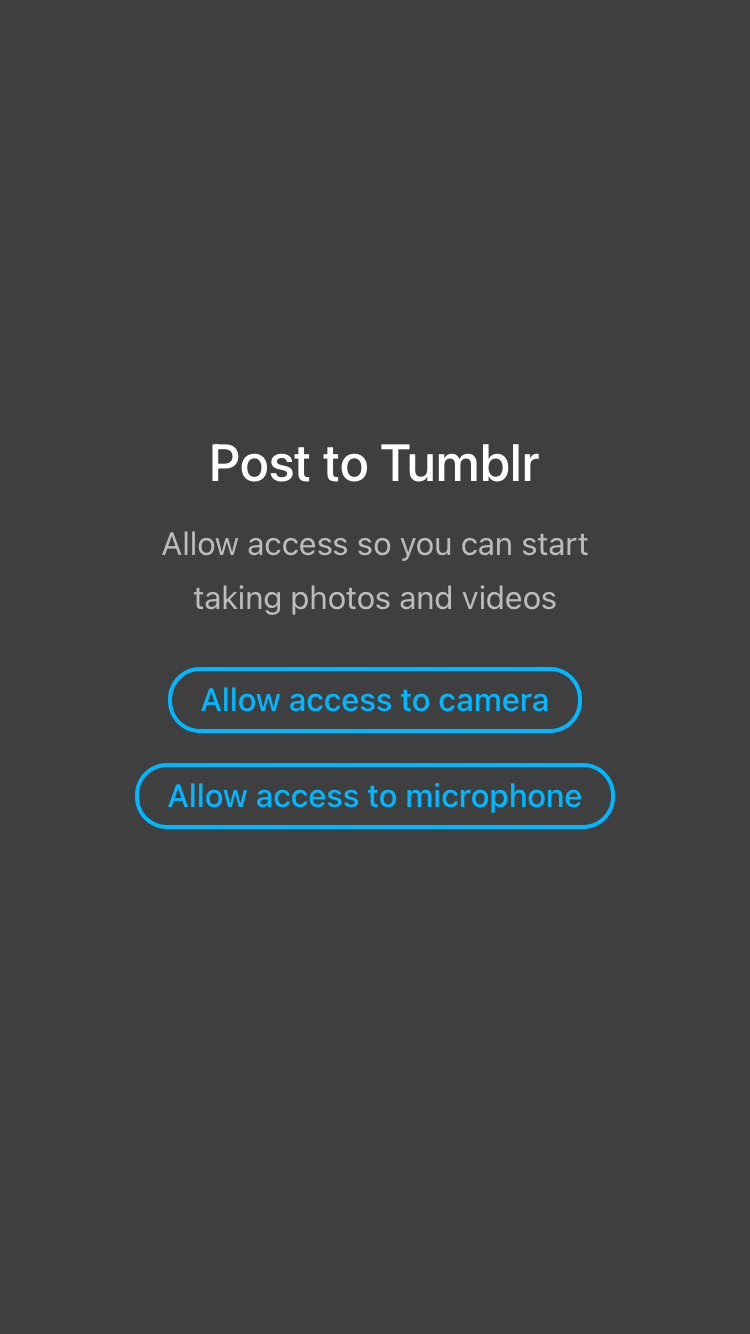 Post to Tumblr
Allow access so you can start
taking photos and videos
Allow access to camera
Allow access to microphone